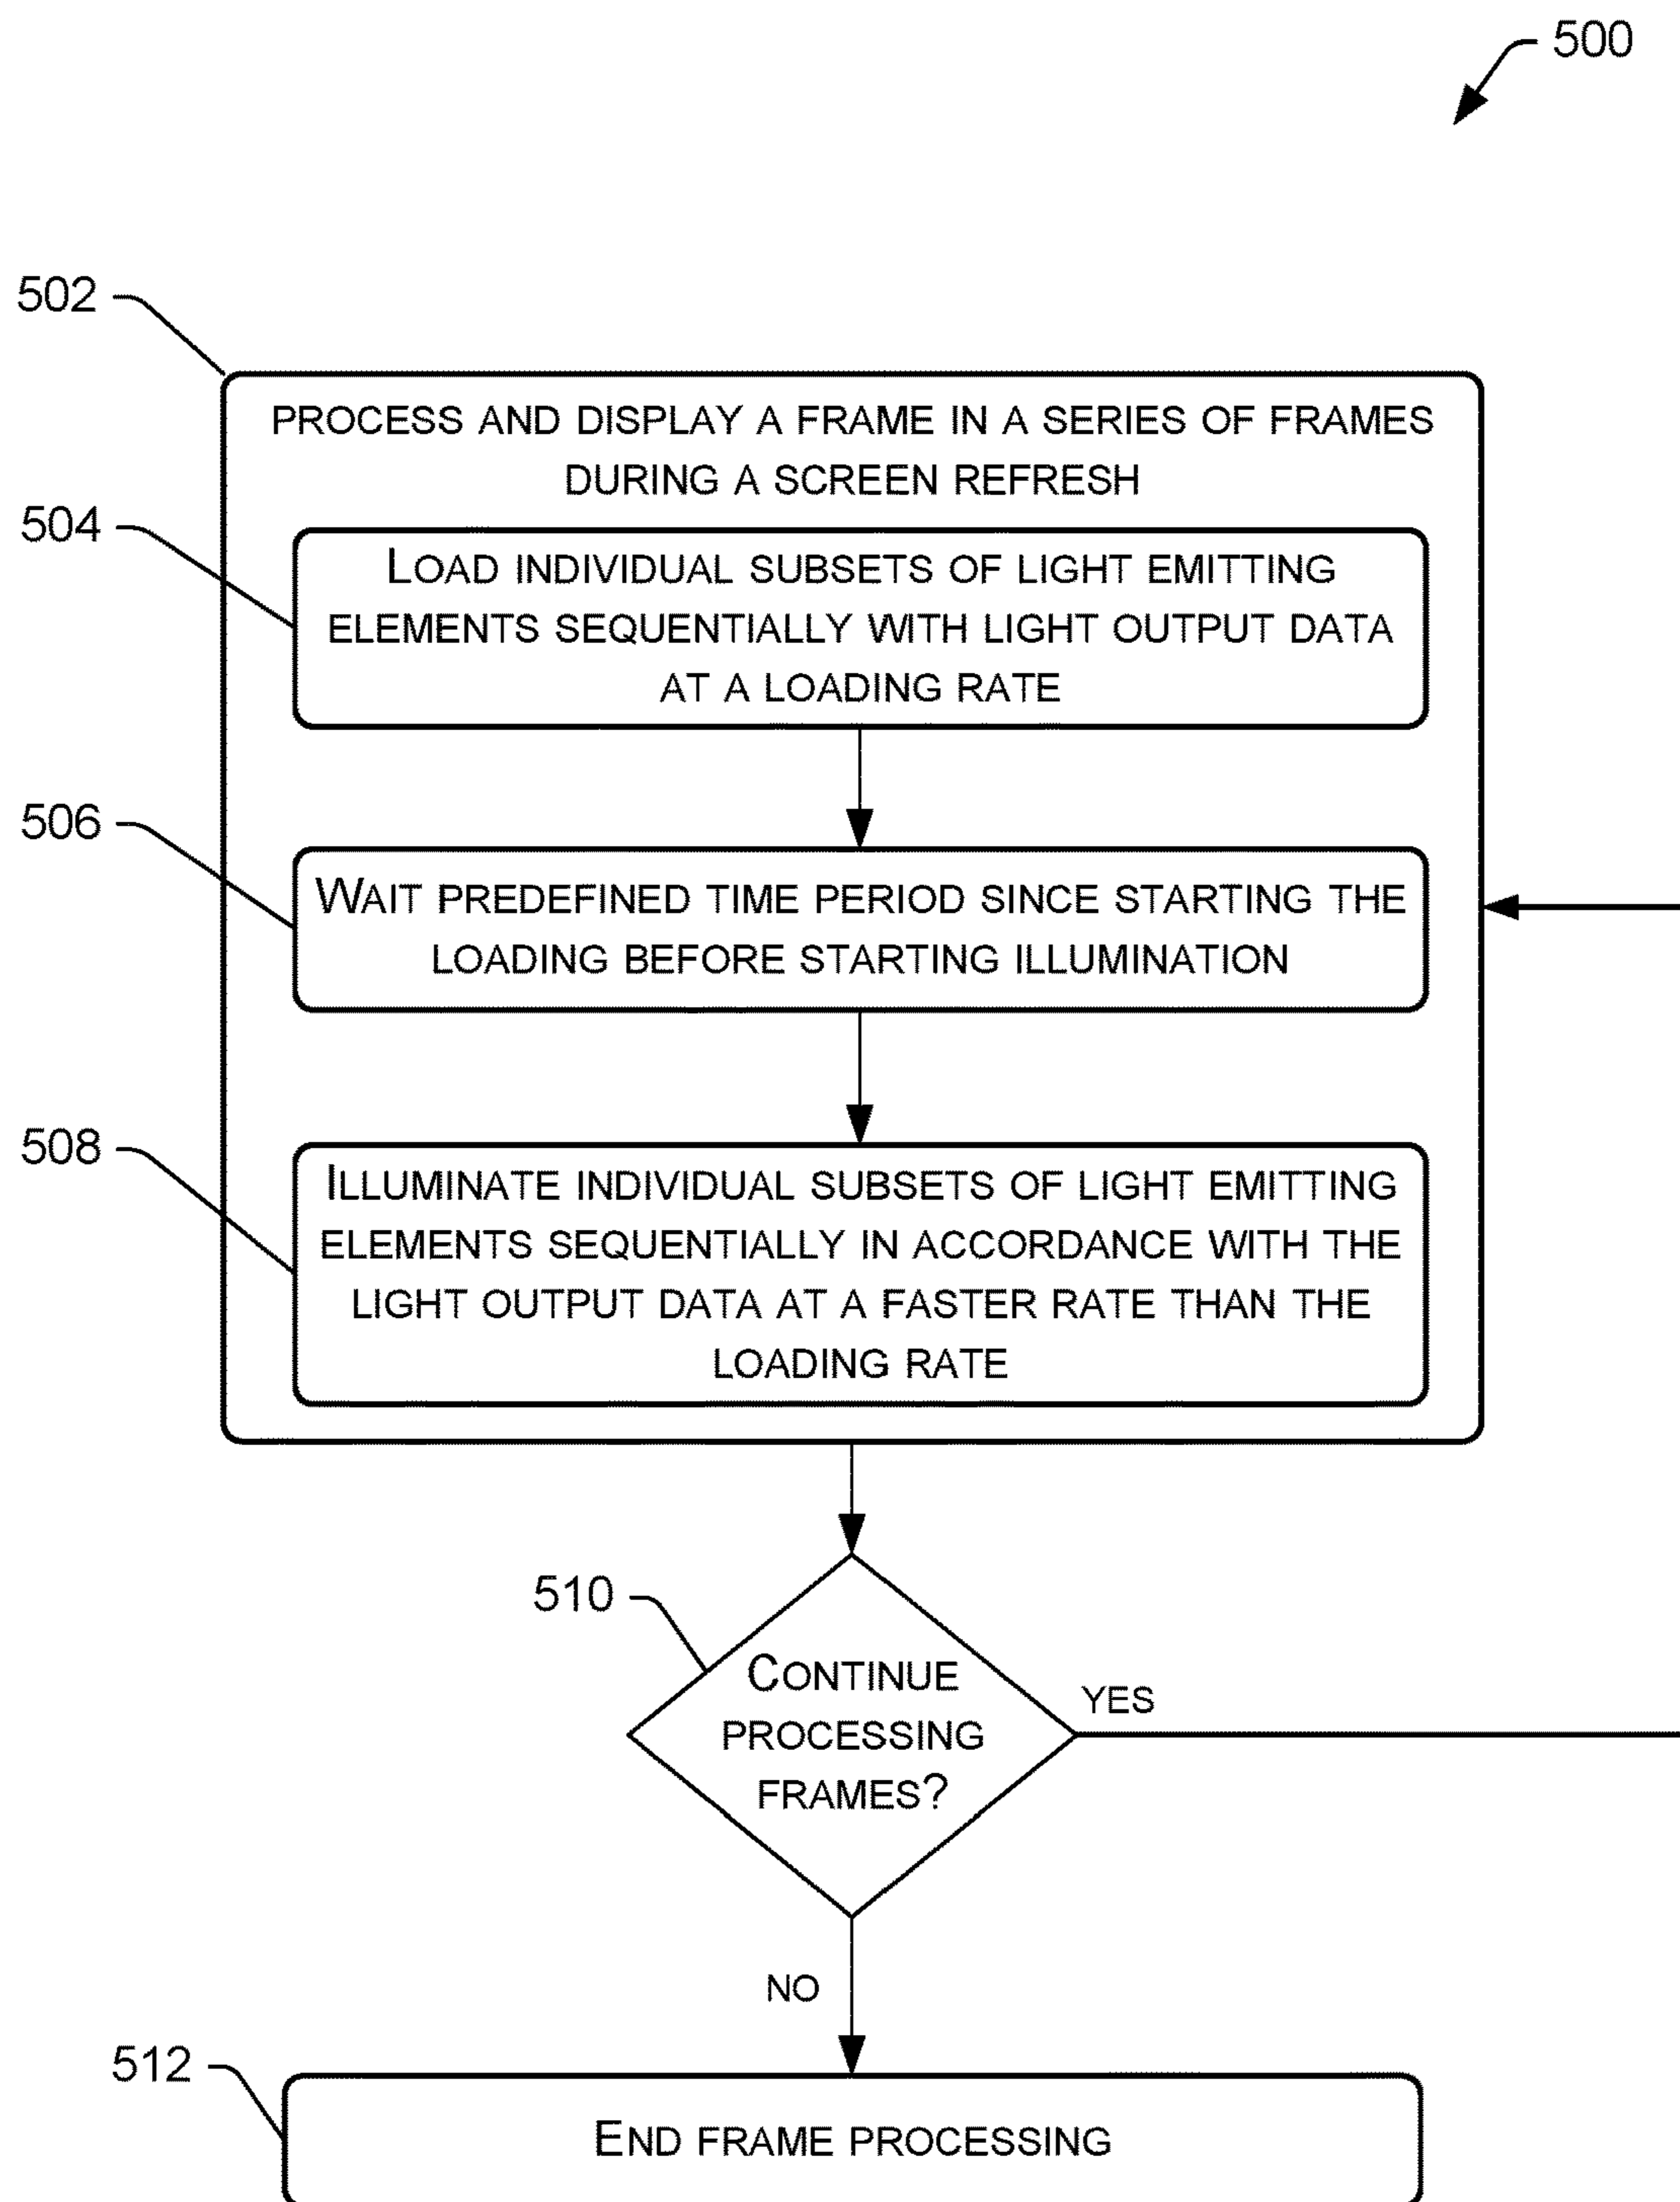 500
502
PROCESS AND DISPLAY A FRAME IN A SERIES OF FRAMES
DURING A SCREEN REFRESH
504
LOAD INDIVIDUAL SUBSETS OF LIGHT EMITTING
ELEMENTS SEQUENTIALLY WITH LIGHT OUTPUT DATA
AT A LOADING RATE
506
WAIT PREDEFINED TIME PERIOD SINCE STARTING THE
LOADING BEFORE STARTING ILLUMINATION
508
ILLUMINATE INDIVIDUAL SUBSETS OF LIGHT EMITTING
ELEMENTS SEQUENTIALLY IN ACCORDANCE WITH THE
LIGHT OUTPUT DATA AT A FASTER RATE THAN THE
LOADING RATE
510
CONTINUE
PROCESSING
FRAMES?
YES
NO
512
END FRAME PROCESSING